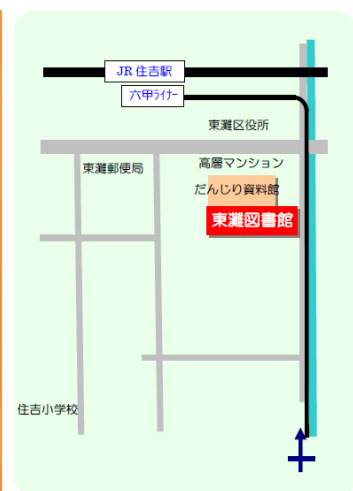 JR 住吉駅
六甲ﾗｲﾅｰ
東灘区役所
東灘郵便局
高層マンション
だんじり資料館
東灘図書館
住吉小学校